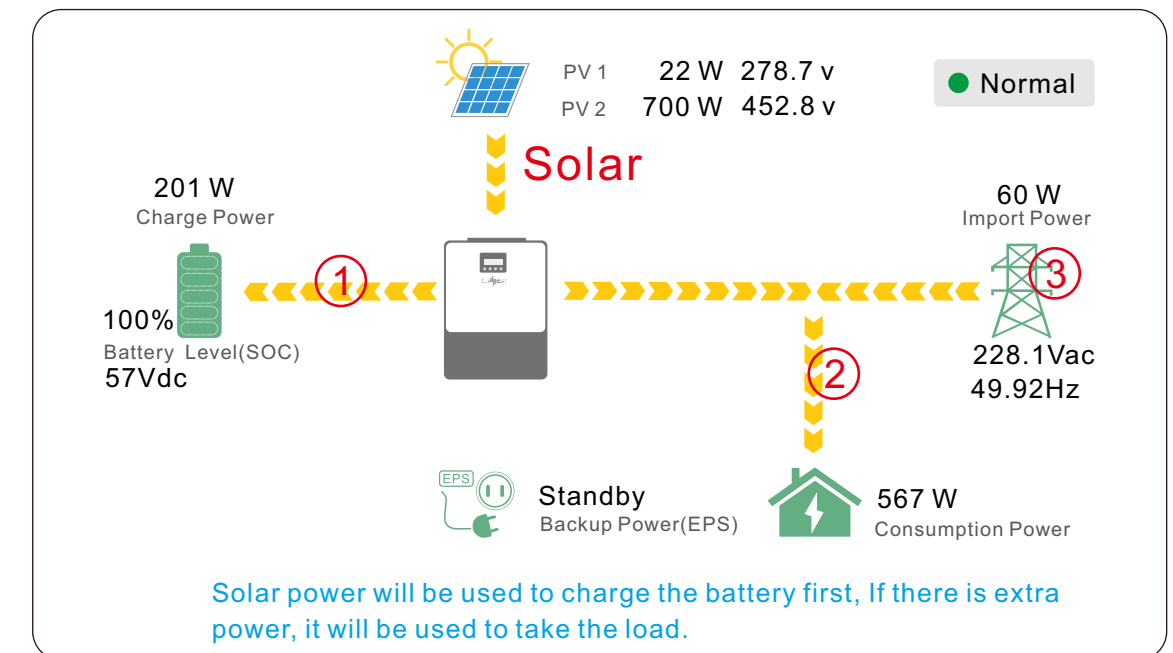 PV 1 22 W 278.7 v
PV 2 700 W 452.8 v
Normal
Solar
201 W
Charge Power
60 W
Import Power
1
3
100%
Battery Level(SOC)
57Vdc
228.1Vac
49.92Hz
2
EPS
Standby
Backup Power(EPS)
567 W
Consumption Power
Solar power will be used to charge the battery first, If there is extra
power, it will be used to take the load.